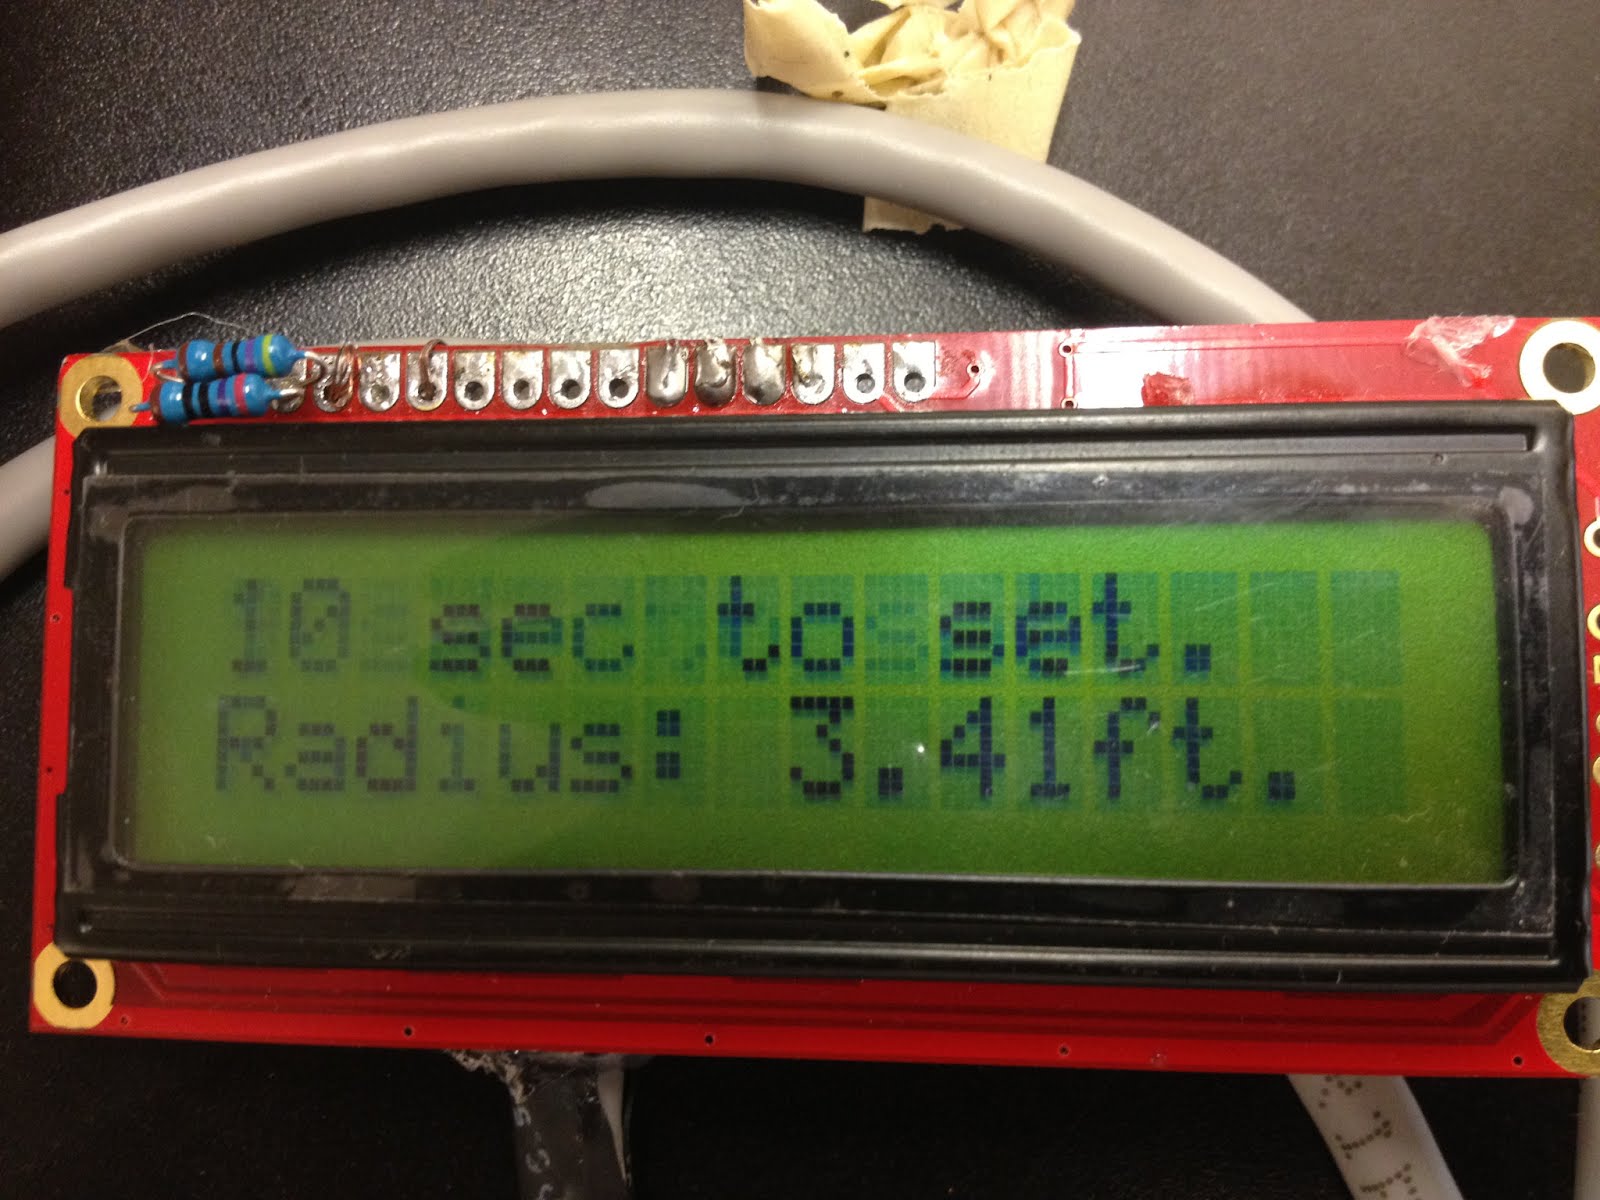 10 sec to set.
Radius: 3.41ft.